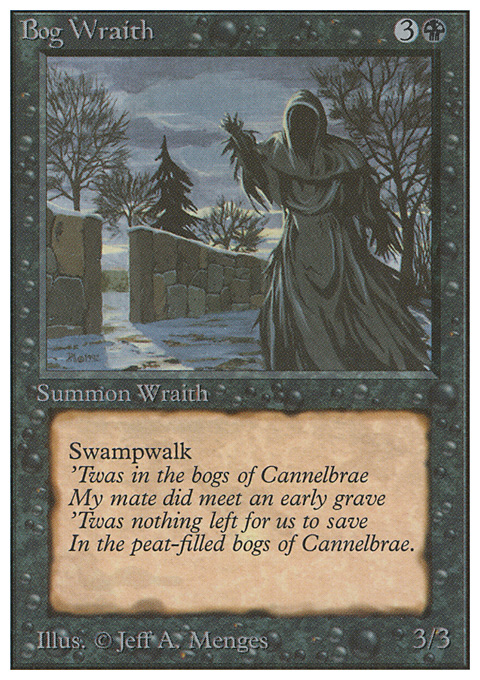 Bog Wraith 3
Summon Wraith
Swampwalk
'Twas in the bogs of Cannelbrae
My mate did meet an early grave
'Twas nothing left for us to save
In the peat-filled bogs of Cannelbrae.
Illus. © Jeff A. Menges 3/3